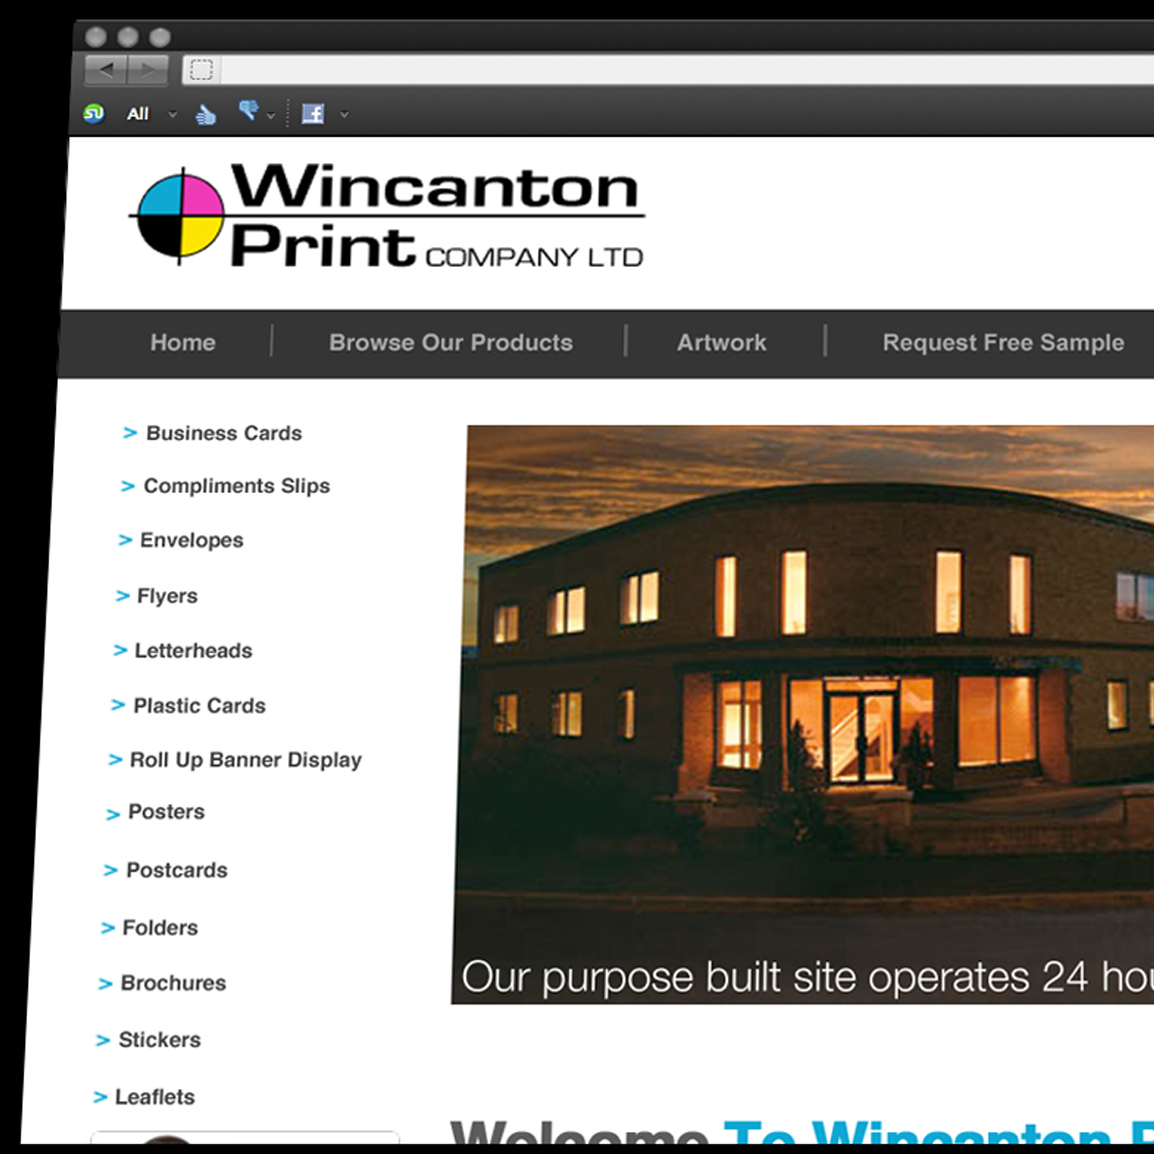 All
Wincanton
Print COMPANY LTD
Home
Browse Our Products
Artwork
Request Free Sample
> Business Cards
> Compliments Slips
> Envelopes
> Flyers
> Letterheads
> Plastic Cards
> Roll Up Banner Display
> Posters
> Postcards
> Folders
> Brochures
> Stickers
> Leaflets
Our purpose built site operates 24 hou
Welcome To Wincanton P